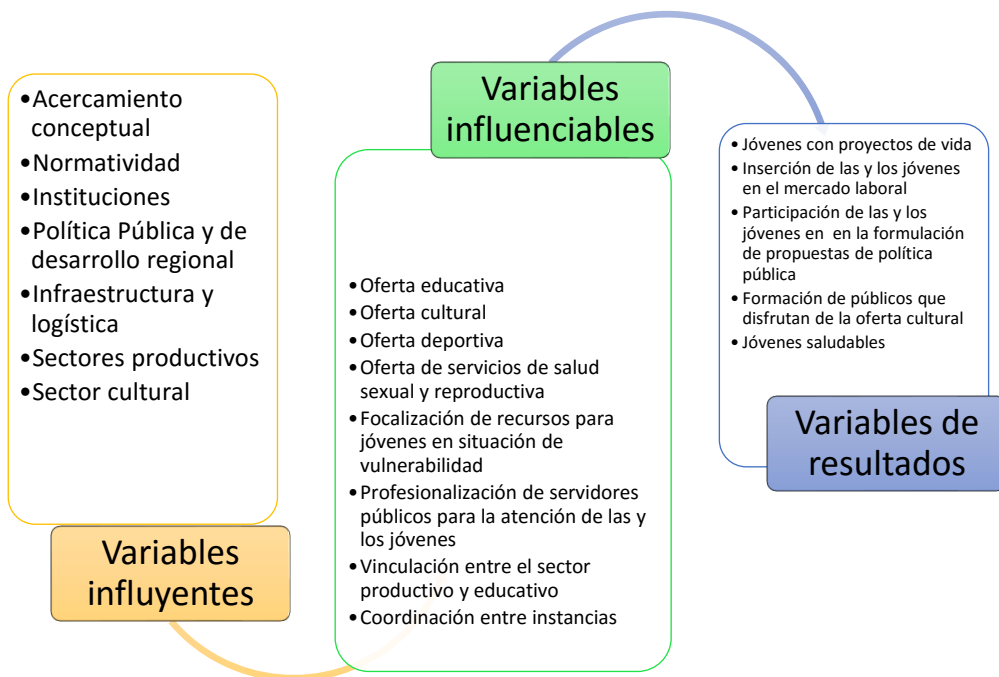 •Acercamiento
conceptual
•Normatividad
•Instituciones
•Política Pública y de
desarrollo regional
•Infraestructura y
logística
•Sectores productivos
•Sector cultural
Variables
influyentes
Variables
influenciables
•Oferta educativa
•Oferta cultural
•Oferta deportiva
•Oferta de servicios de salud
sexual y reproductiva
•Focalización de recursos para
jóvenes en situación de
vulnerabilidad
•Profesionalización de servidores
públicos para la atención de las y
los jóvenes
•Vinculación entre el sector
productivo y educativo
•Coordinación entre instancias
•Jóvenes con proyectos de vida
•Inserción de las y los jóvenes
en el mercado laboral
•Participación de las y los
jóvenes en en la formulación
de propuestas de política
pública
•Formación de públicos que
disfrutan de la oferta cultural
•Jóvenes saludables
Variables de
resultados